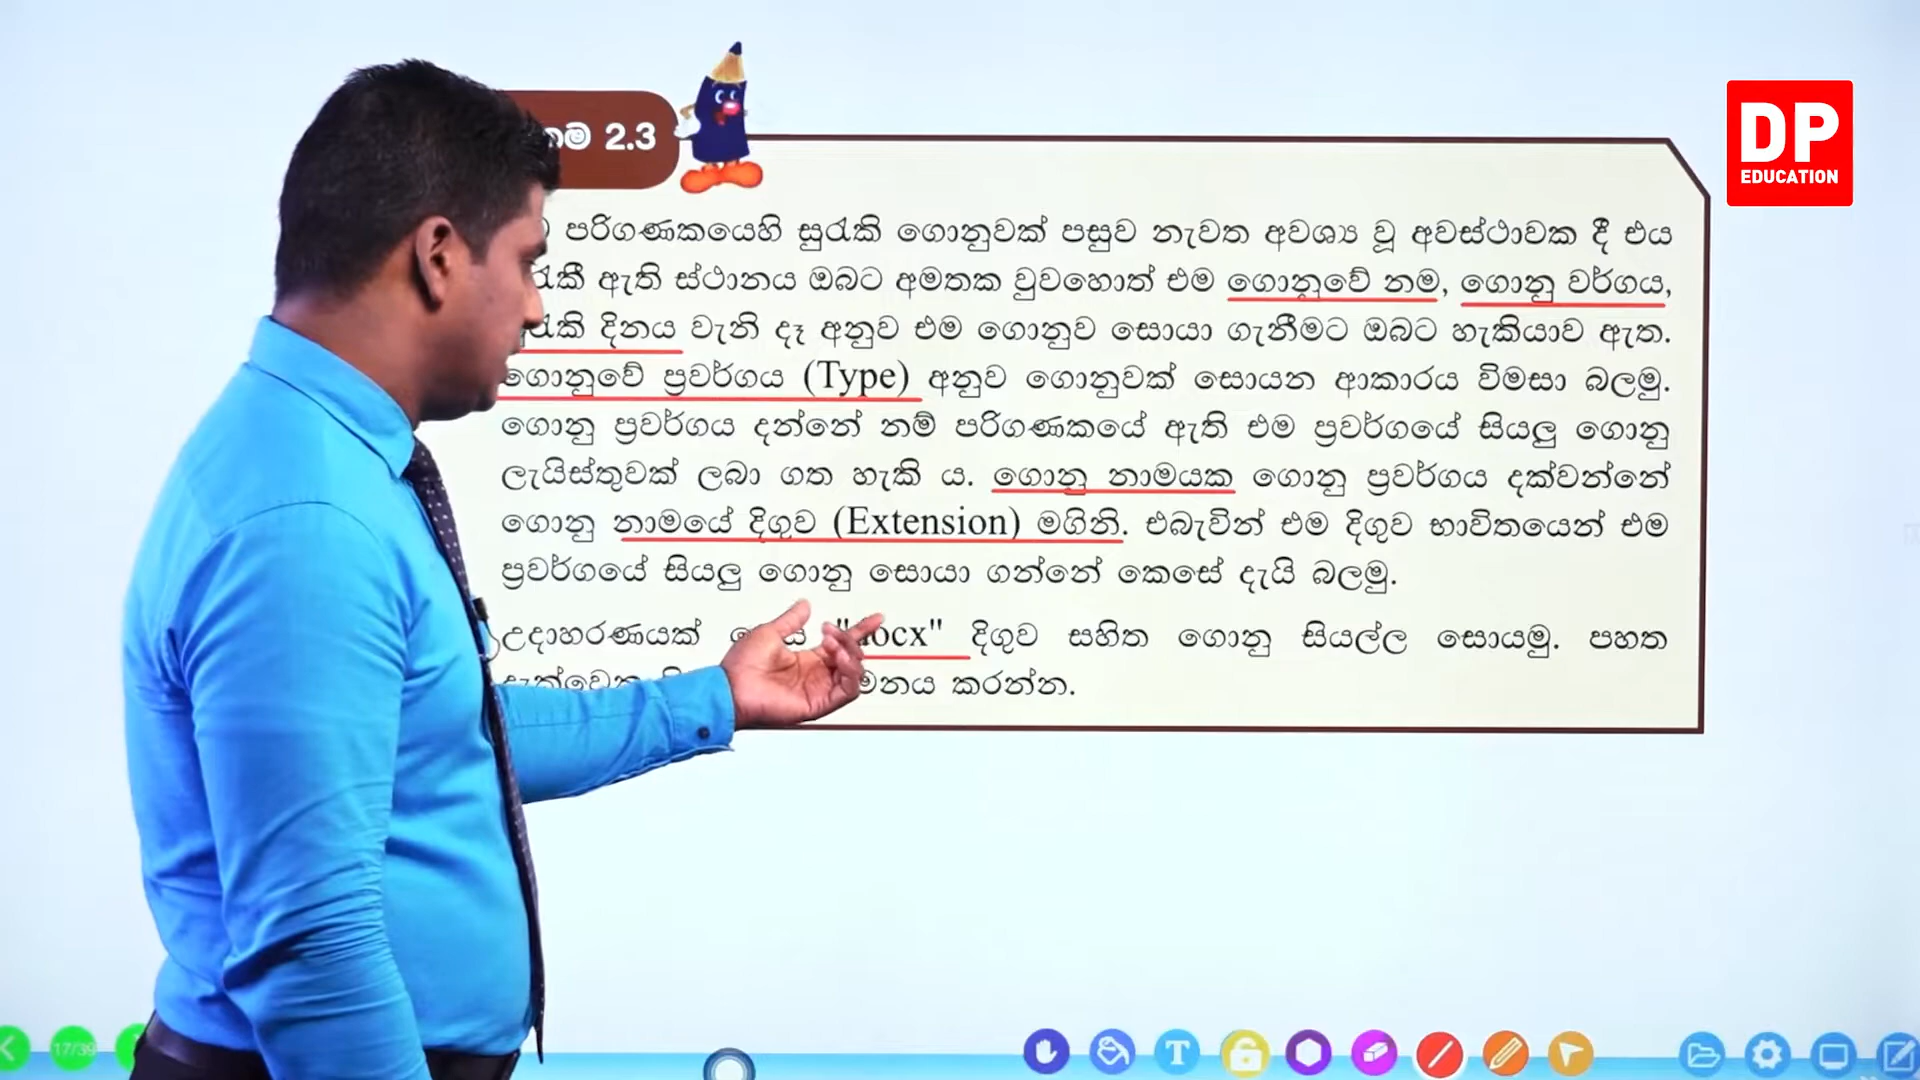 2.3
DP
EDUCATION
පරිගණකයෙහි සුරැකි ගොනුවක් පසුව නැවත අවශ්‍ය වූ අවස්ථාවක දී එය
ඇති ස්ථානය ඔබට අමතක වුවහොත් එම ගොනුවේ නම, ගොනු වර්ගය,
දිනය වැනි දෑ අනුව එම ගොනුව සොයා ගැනීමට ඔබට හැකියාව ඇත.
ගොනුවේ ප්‍රවර්ගය (Type) අනුව ගොනුවක් සොයන ආකාරය විමසා බලමු.
ගොනු ප්‍රවර්ගය දන්නේ නම් පරිගණකයේ ඇති එම ප්‍රවර්ගයේ සියලු ගොනු
ලැයිස්තුවක් ලබා ගත හැකි ය. ගොනු නාමයක ගොනු ප්‍රවර්ගය දක්වන්නේ
ගොනු නාමයේ දිගුව (Extension) මගිනි. එබැවින් එම දිගුව භාවිතයෙන් එම
ප්‍රවර්ගයේ සියලු ගොනු සොයා ගන්නේ කෙසේ දැයි බලමු.
උදාහරණයක් "docx" දිගුව සහිත ගොනු සියල්ල සොයමු. පහත
කරන්න.
17/39
T